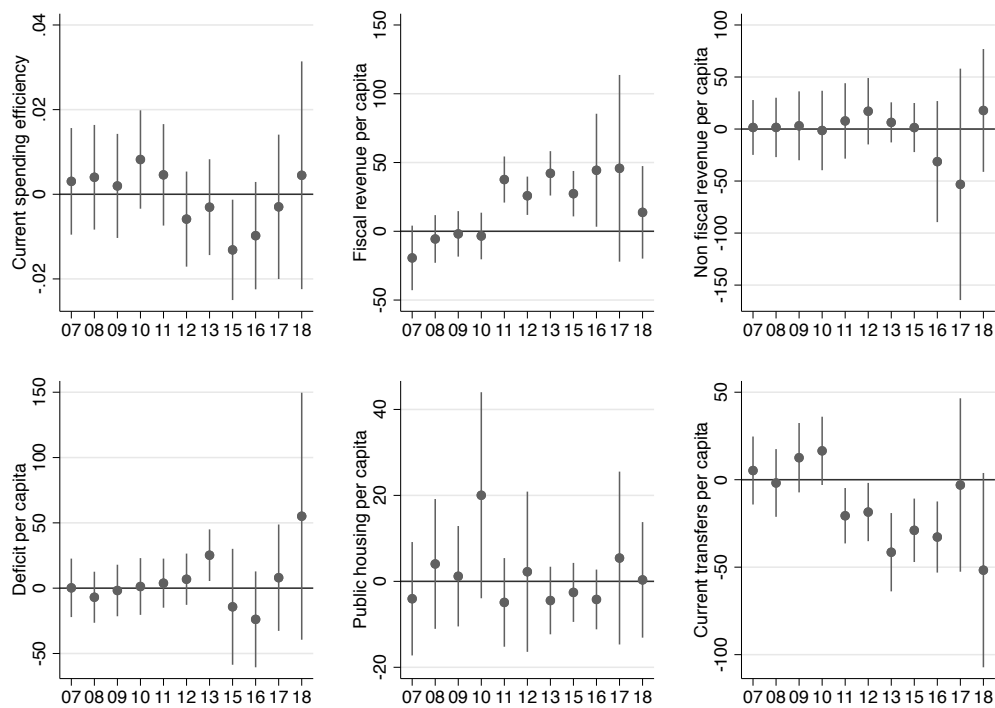 Current spending efficiency
.04
.02
0
-.02
07 08 09 10 11 12 13 15 16 17 18
Fiscal revenue per capita
150
100
50
0
-50
07 08 09 10 11 12 13 15 16 17 18
Non fiscal revenue per capita
100
50
0
-50
-100
-150
07 08 09 10 11 12 13 15 16 17 18
Deficit per capita
150
100
50
0
-50
07 08 09 10 11 12 13 15 16 17 18
Public housing per capita
40
20
0
-20
07 08 09 10 11 12 13 15 16 17 18
Current transfers per capita
50
0
-50
-100
07 08 09 10 11 12 13 15 16 17 18